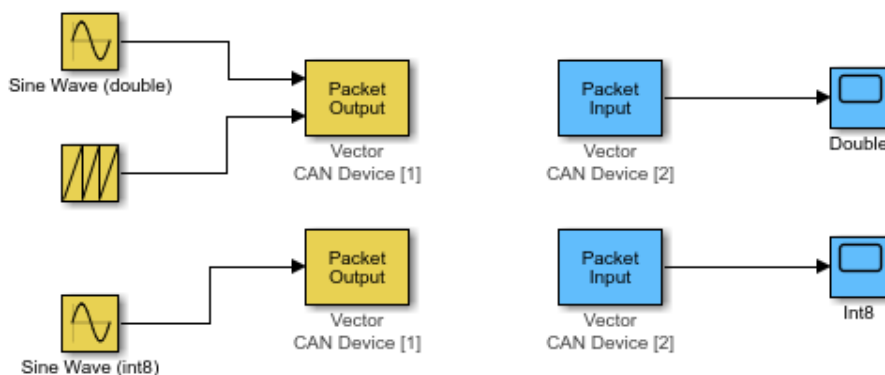 Sine Wave (double)
Packet
Output
Vector
CAN Device [1]
Packet
Input
Vector
CAN Device [2]
Double
Packet
Output
Vector
CAN Device [1]
Sine Wave (int8)
Packet
Input
Vector
CAN Device [2]
Int8